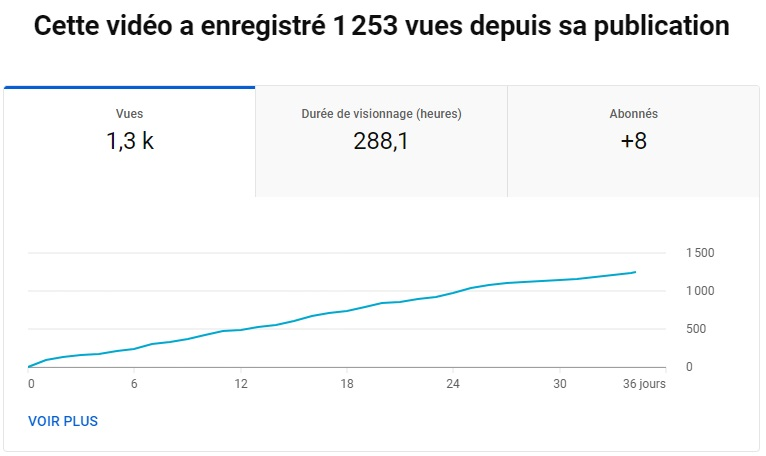 Cette vidéo a enregistré 1 253 vues depuis sa publication
Vues
1,3 k
Durée de visionnage (heures)
288,1
Abonnés
+8
1 500
1 000
500
0
0 6 12 18 24 30 36 jours
VOIR PLUS